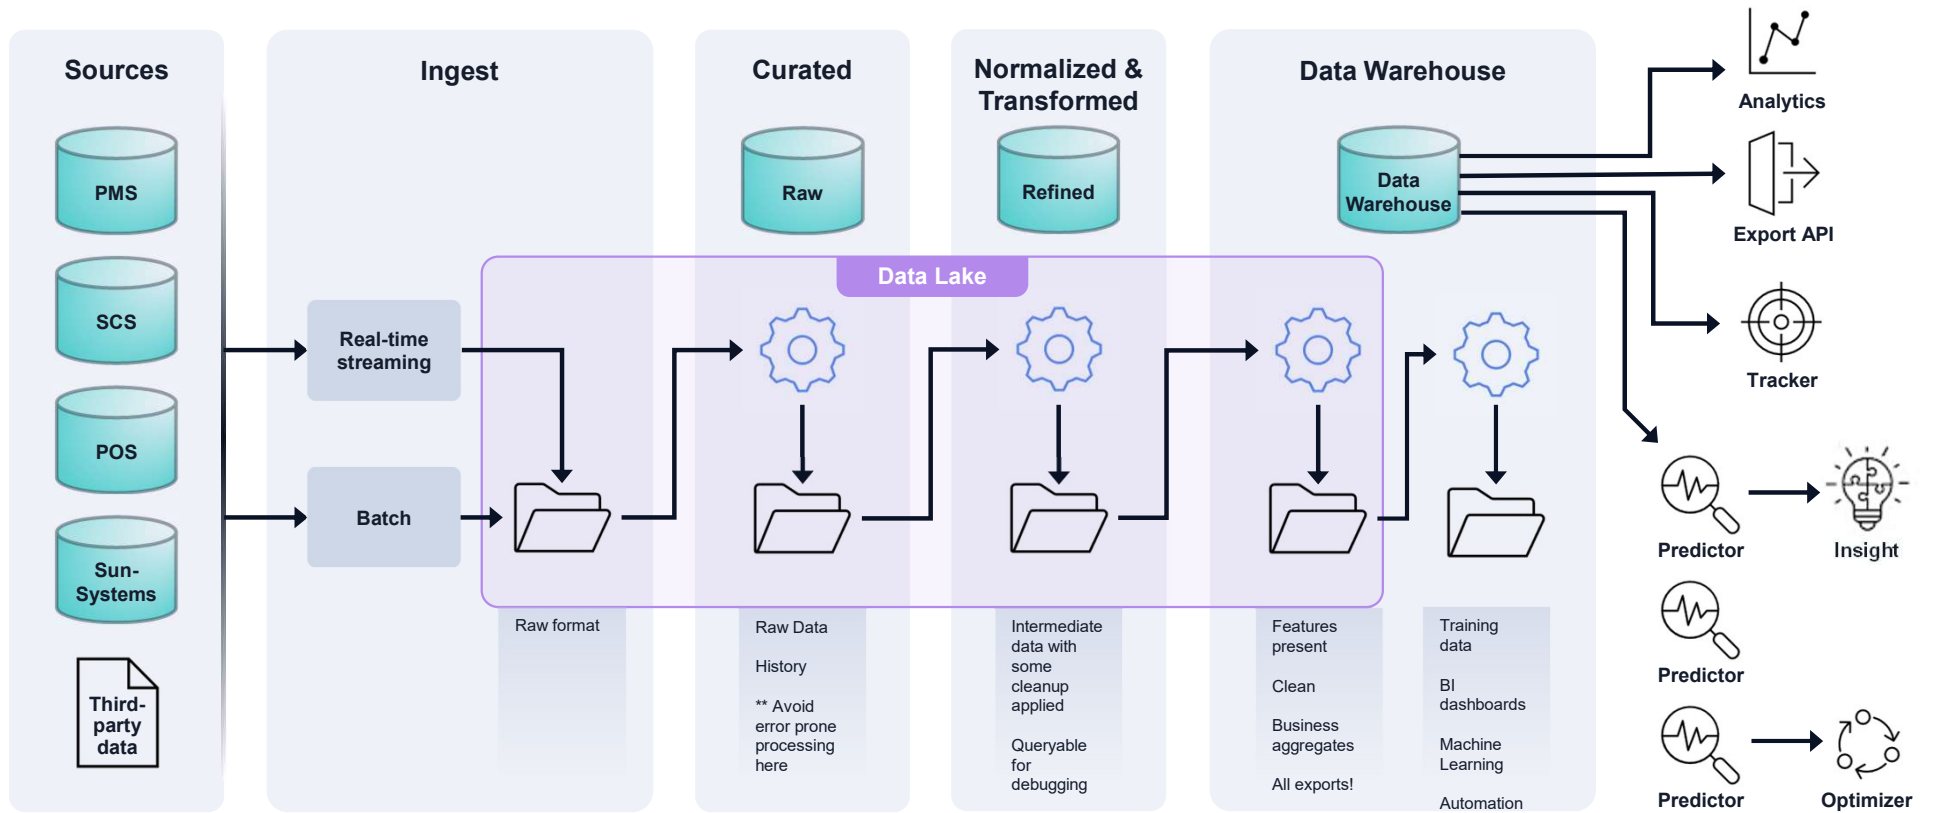 Sources
Ingest
Curated
Normalized &
Transformed
Data Warehouse
PMS
SCS
POS
Sun-
Systems
Third-
party
data
Real-time
streaming
Batch
Raw
Refined
Data
Warehouse
Data Lake
Raw format
Raw Data
History
** Avoid
error prone
processing
here
Intermediate
data with
some
cleanup
applied
Queryable
for
debugging
Features
present
Clean
Business
aggregates
All exports!
Training
data
BI
dashboards
Machine
Learning
Automation
Analytics
Export API
Tracker
Predictor
Insight
Predictor
Predictor
Optimizer